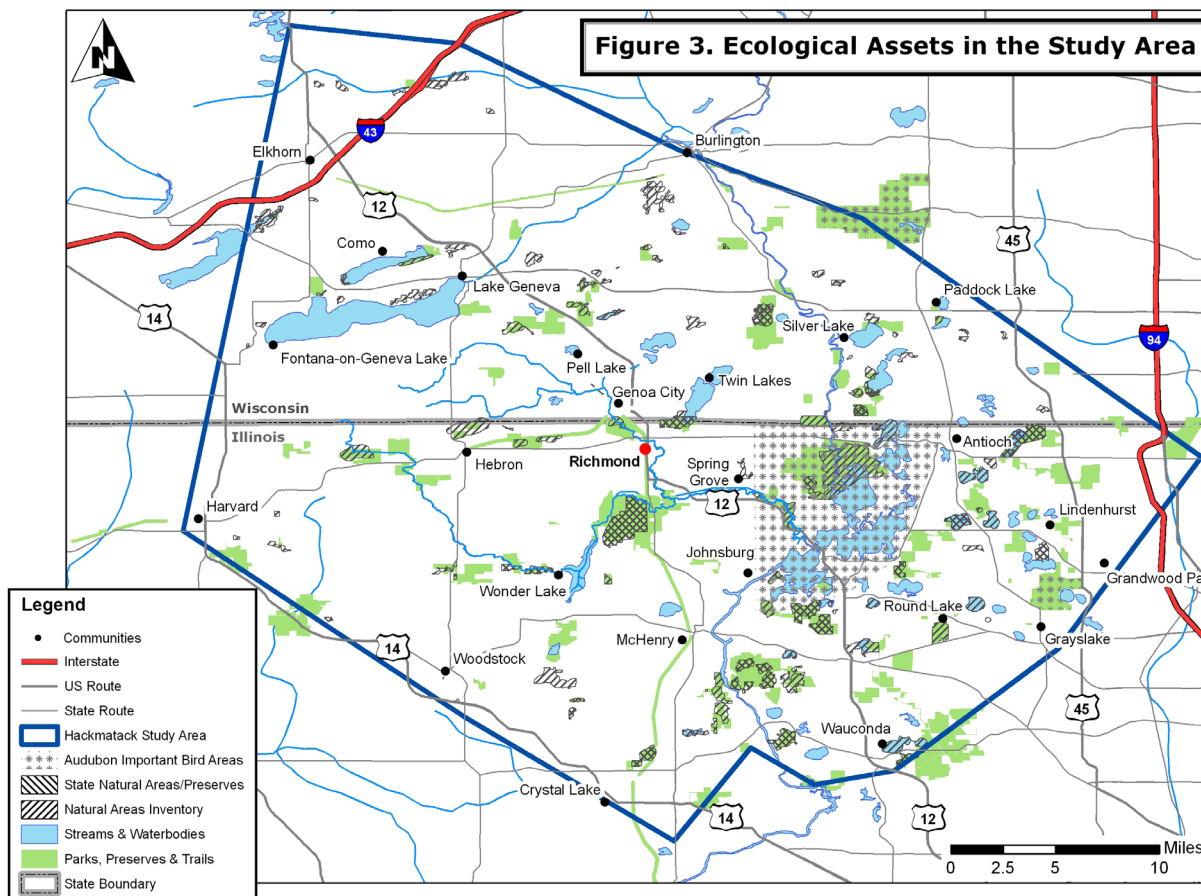 Figure 3. Ecological Assets in the Study Area
N
43
Burlington
Elkhorn
12
45
Como
Lake Geneva
Paddock Lake
14
Silver Lake
94
Fontana-on-Geneva Lake
Pell Lake
Twin Lakes
Genoa City
Wisconsin
Illinois
Antioch
Richmond
Hebron
Spring
Grove
12
Harvard
Lindenhurst
Johnsburg
Grandwood Pa
Wonder Lake
Round Lake
Grayslake
McHenry
14
Woodstock
45
Wauconda
Crystal Lake
14
12
Legend
Communities
Interstate
US Route
State Route
Hackmatack Study Area
Audubon Important Bird Areas
State Natural Areas/Preserves
Natural Areas Inventory
Streams & Waterbodies
Parks, Preserves & Trails
State Boundary
Miles
0 2.5 5 10